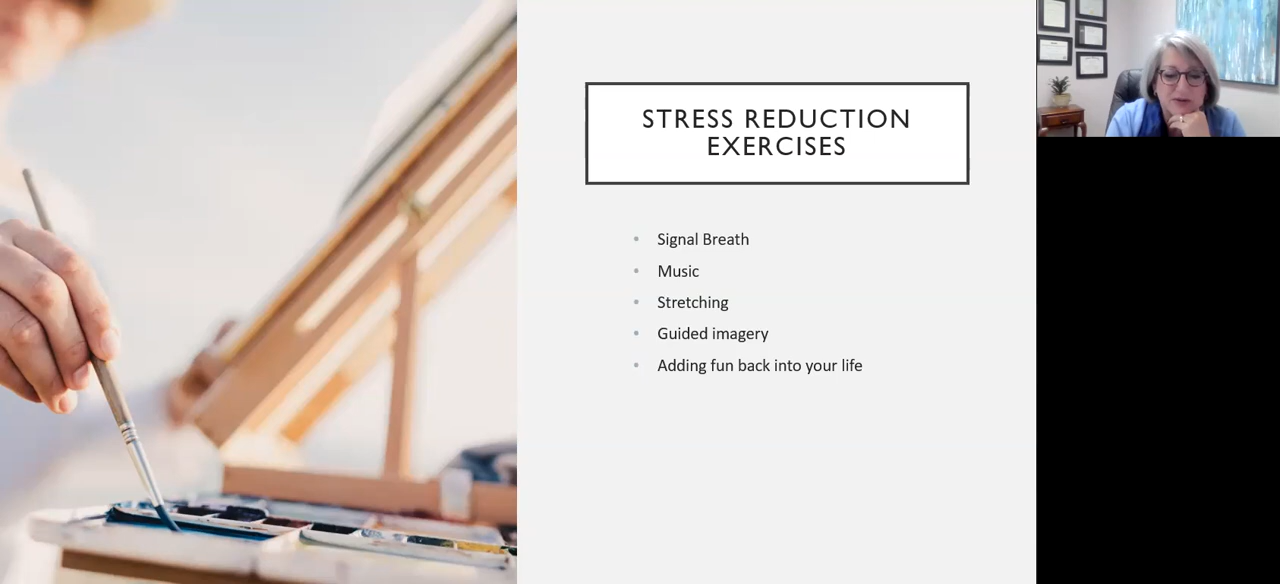 STRESS REDUCTION
EXERCISES
• Signal Breath
• Music
• Stretching
• Guided imagery
• Adding fun back into your life